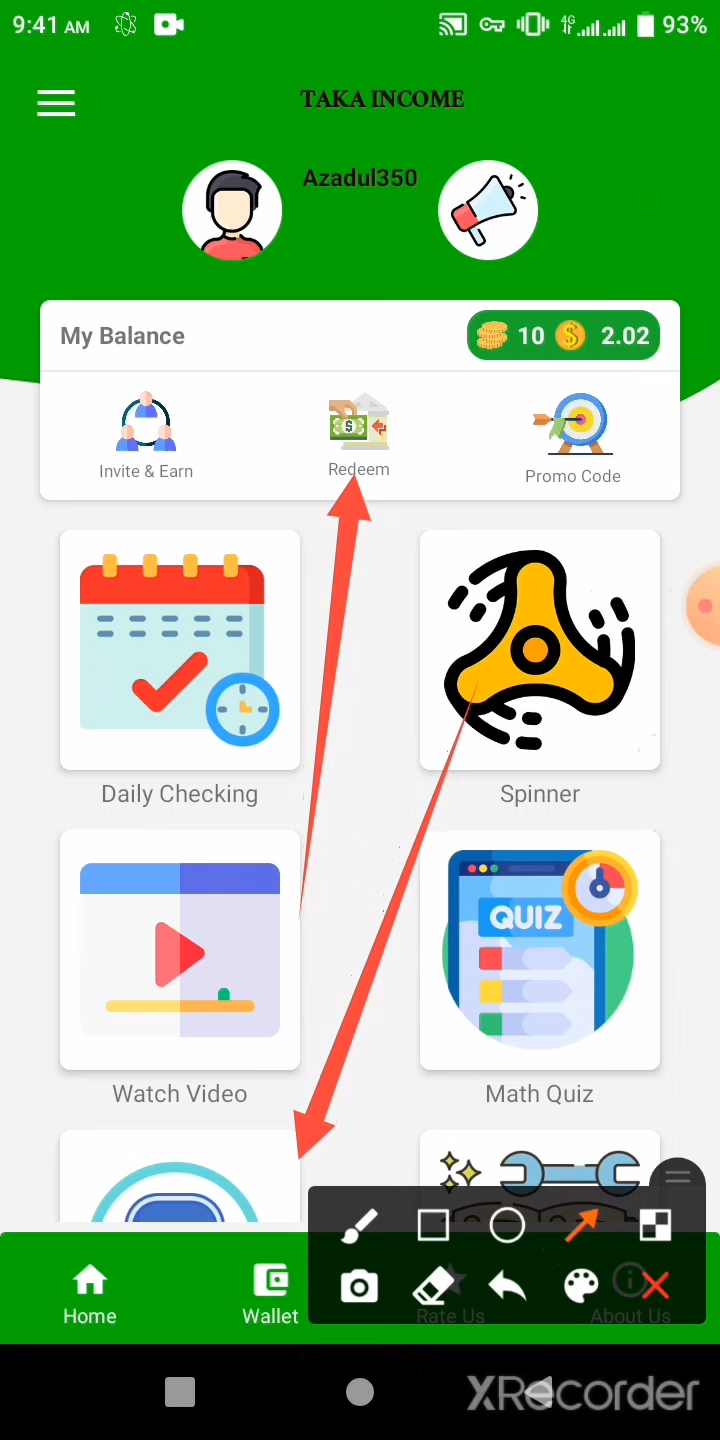 9:41 AM 4G 93%
TAKA INCOME
Azadul350
My Balance 10 2.02
Invite & Earn Redeem Promo Code
Daily Checking Spinner
QUIZ
Watch Video Math Quiz
Home Wallet Rate Us About Us
XRecorder